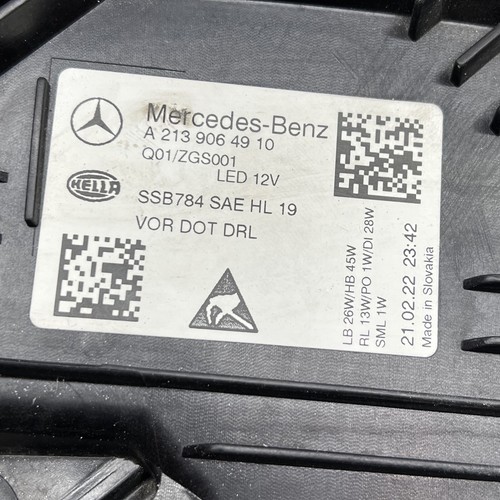 Mercedes-Benz
A 213 906 49 10
Q01/ZGS001
LED 12V
HELLA
SSB784 SAE HL 19
VOR DOT DRL
LB 26W/HB 45W
RL 13W/PO 1W/DI 28W
SML 1W
21.02.22 23:42
Made in Slovakia